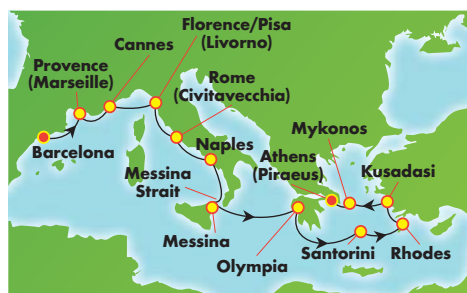 Florence/Pisa
(Livorno)
Cannes
Provence
(Marseille)
Rome
(Civitavecchia)
Barcelona
Naples
Mykonos
Athens
(Piraeus)
Kusadasi
Messina
Strait
Messina
Olympia
Santorini
Rhodes